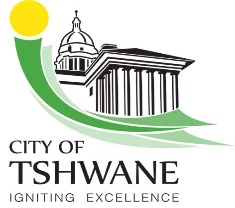 CITY OF
TSHWANE
IGNITING EXCELLENCE